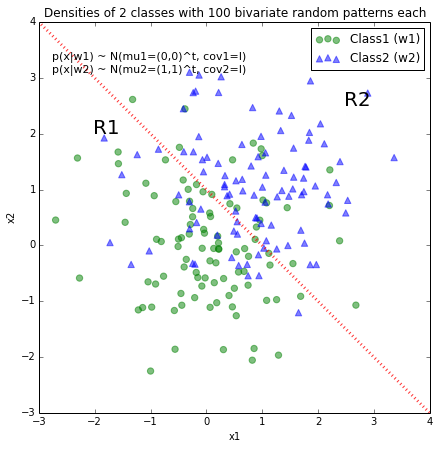 Densities of 2 classes with 100 bivariate random patterns each
p(x|w1) ~ N(mu1=(0,0)^t, cov1=I)
p(x|w2) ~ N(mu2=(1,1)^t, cov2=I)
Class1 (w1)
Class2 (w2)
R1
R2
4
3
2
1
0
−1
−2
−3
x2
−3 −2 −1 0 1 2 3 4
x1